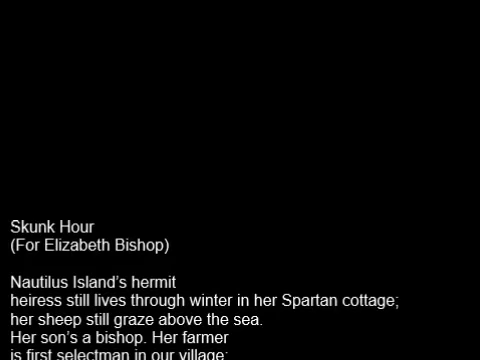 Skunk Hour
(For Elizabeth Bishop)
Nautilus Island's hermit
heiress still lives through winter in her Spartan cottage;
her sheep still graze above the sea.
Her son's a bishop. Her farmer
is first selectman in our village;